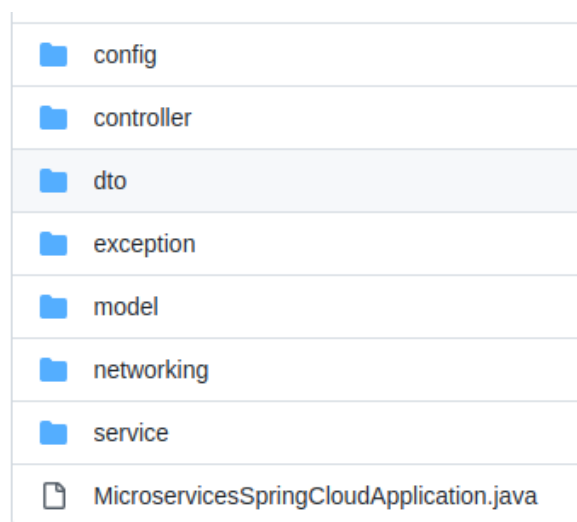 config
controller
dto
exception
model
networking
service
MicroservicesSpringCloudApplication.java